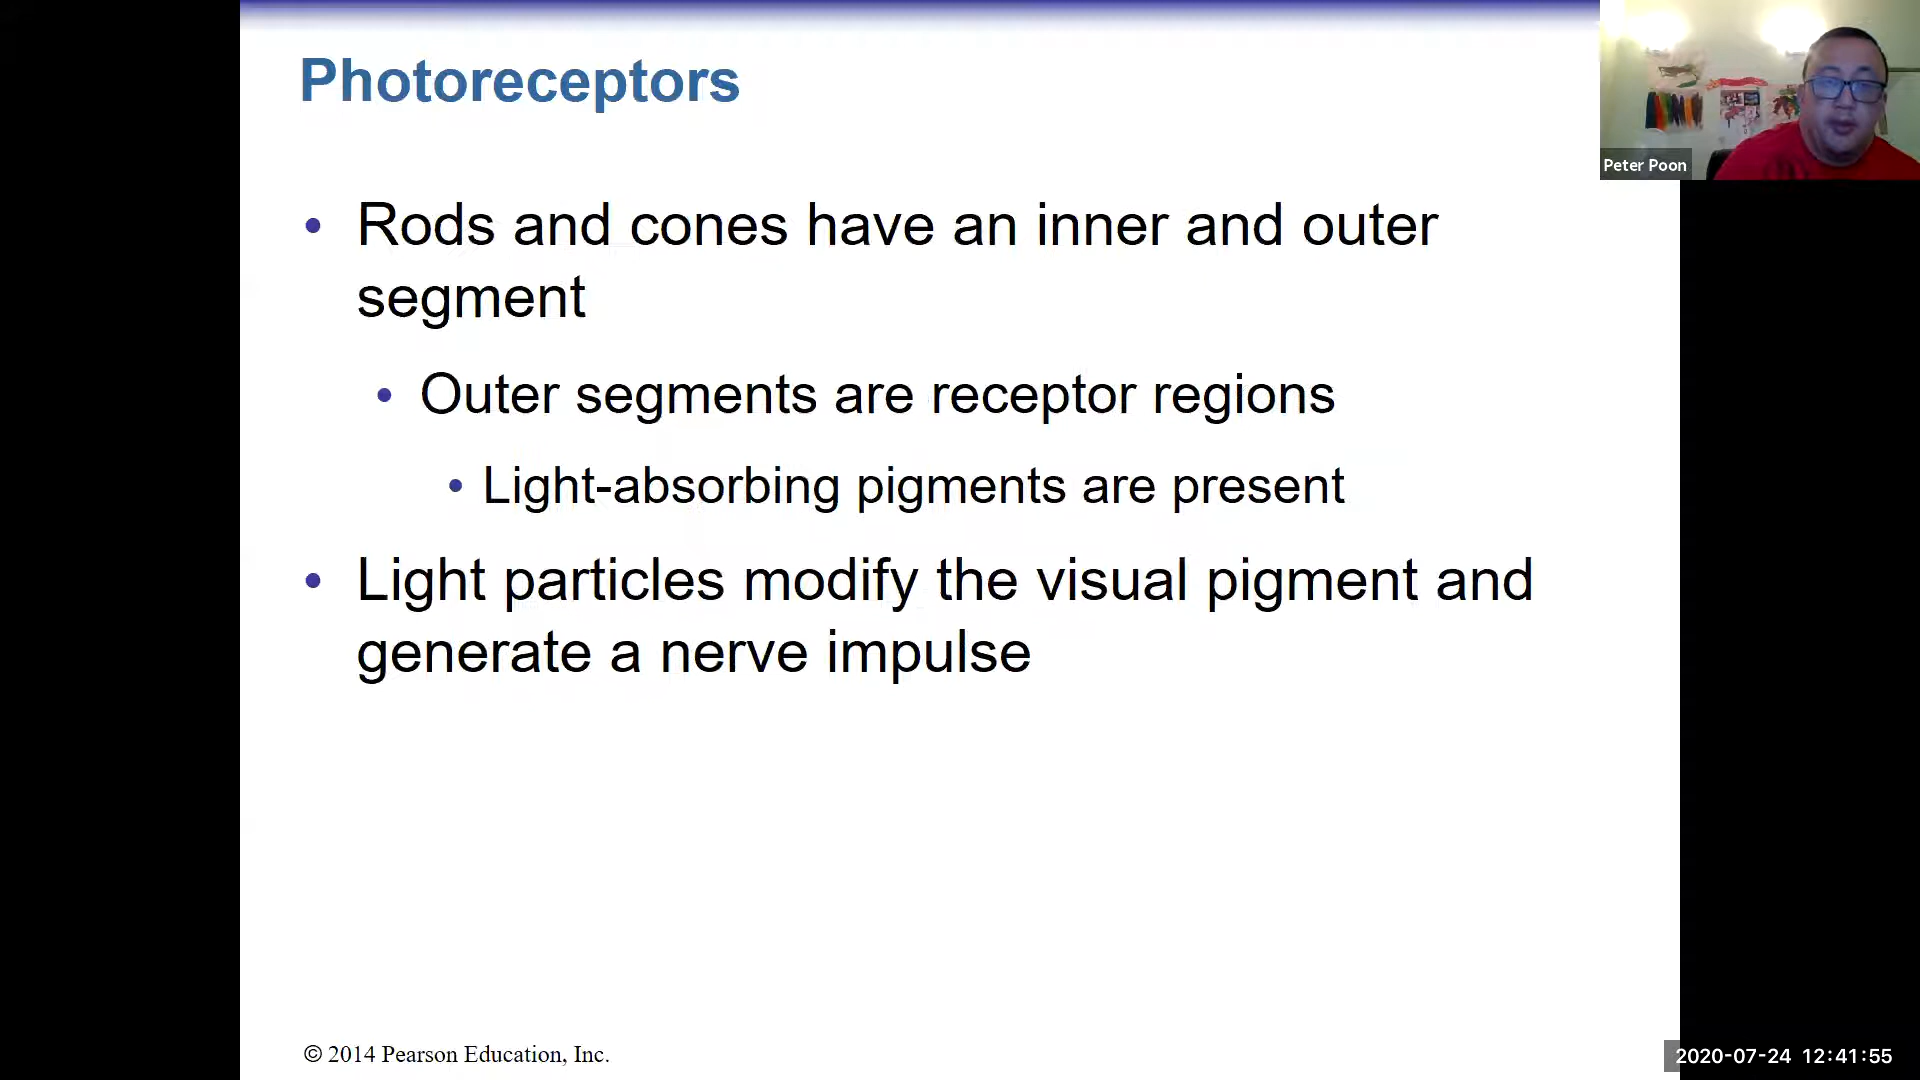 Photoreceptors
Peter Poon
• Rods and cones have an inner and outer
segment
• Outer segments are receptor regions
• Light-absorbing pigments are present
• Light particles modify the visual pigment and
generate a nerve impulse
© 2014 Pearson Education, Inc.
2020-07-24 12:41:55